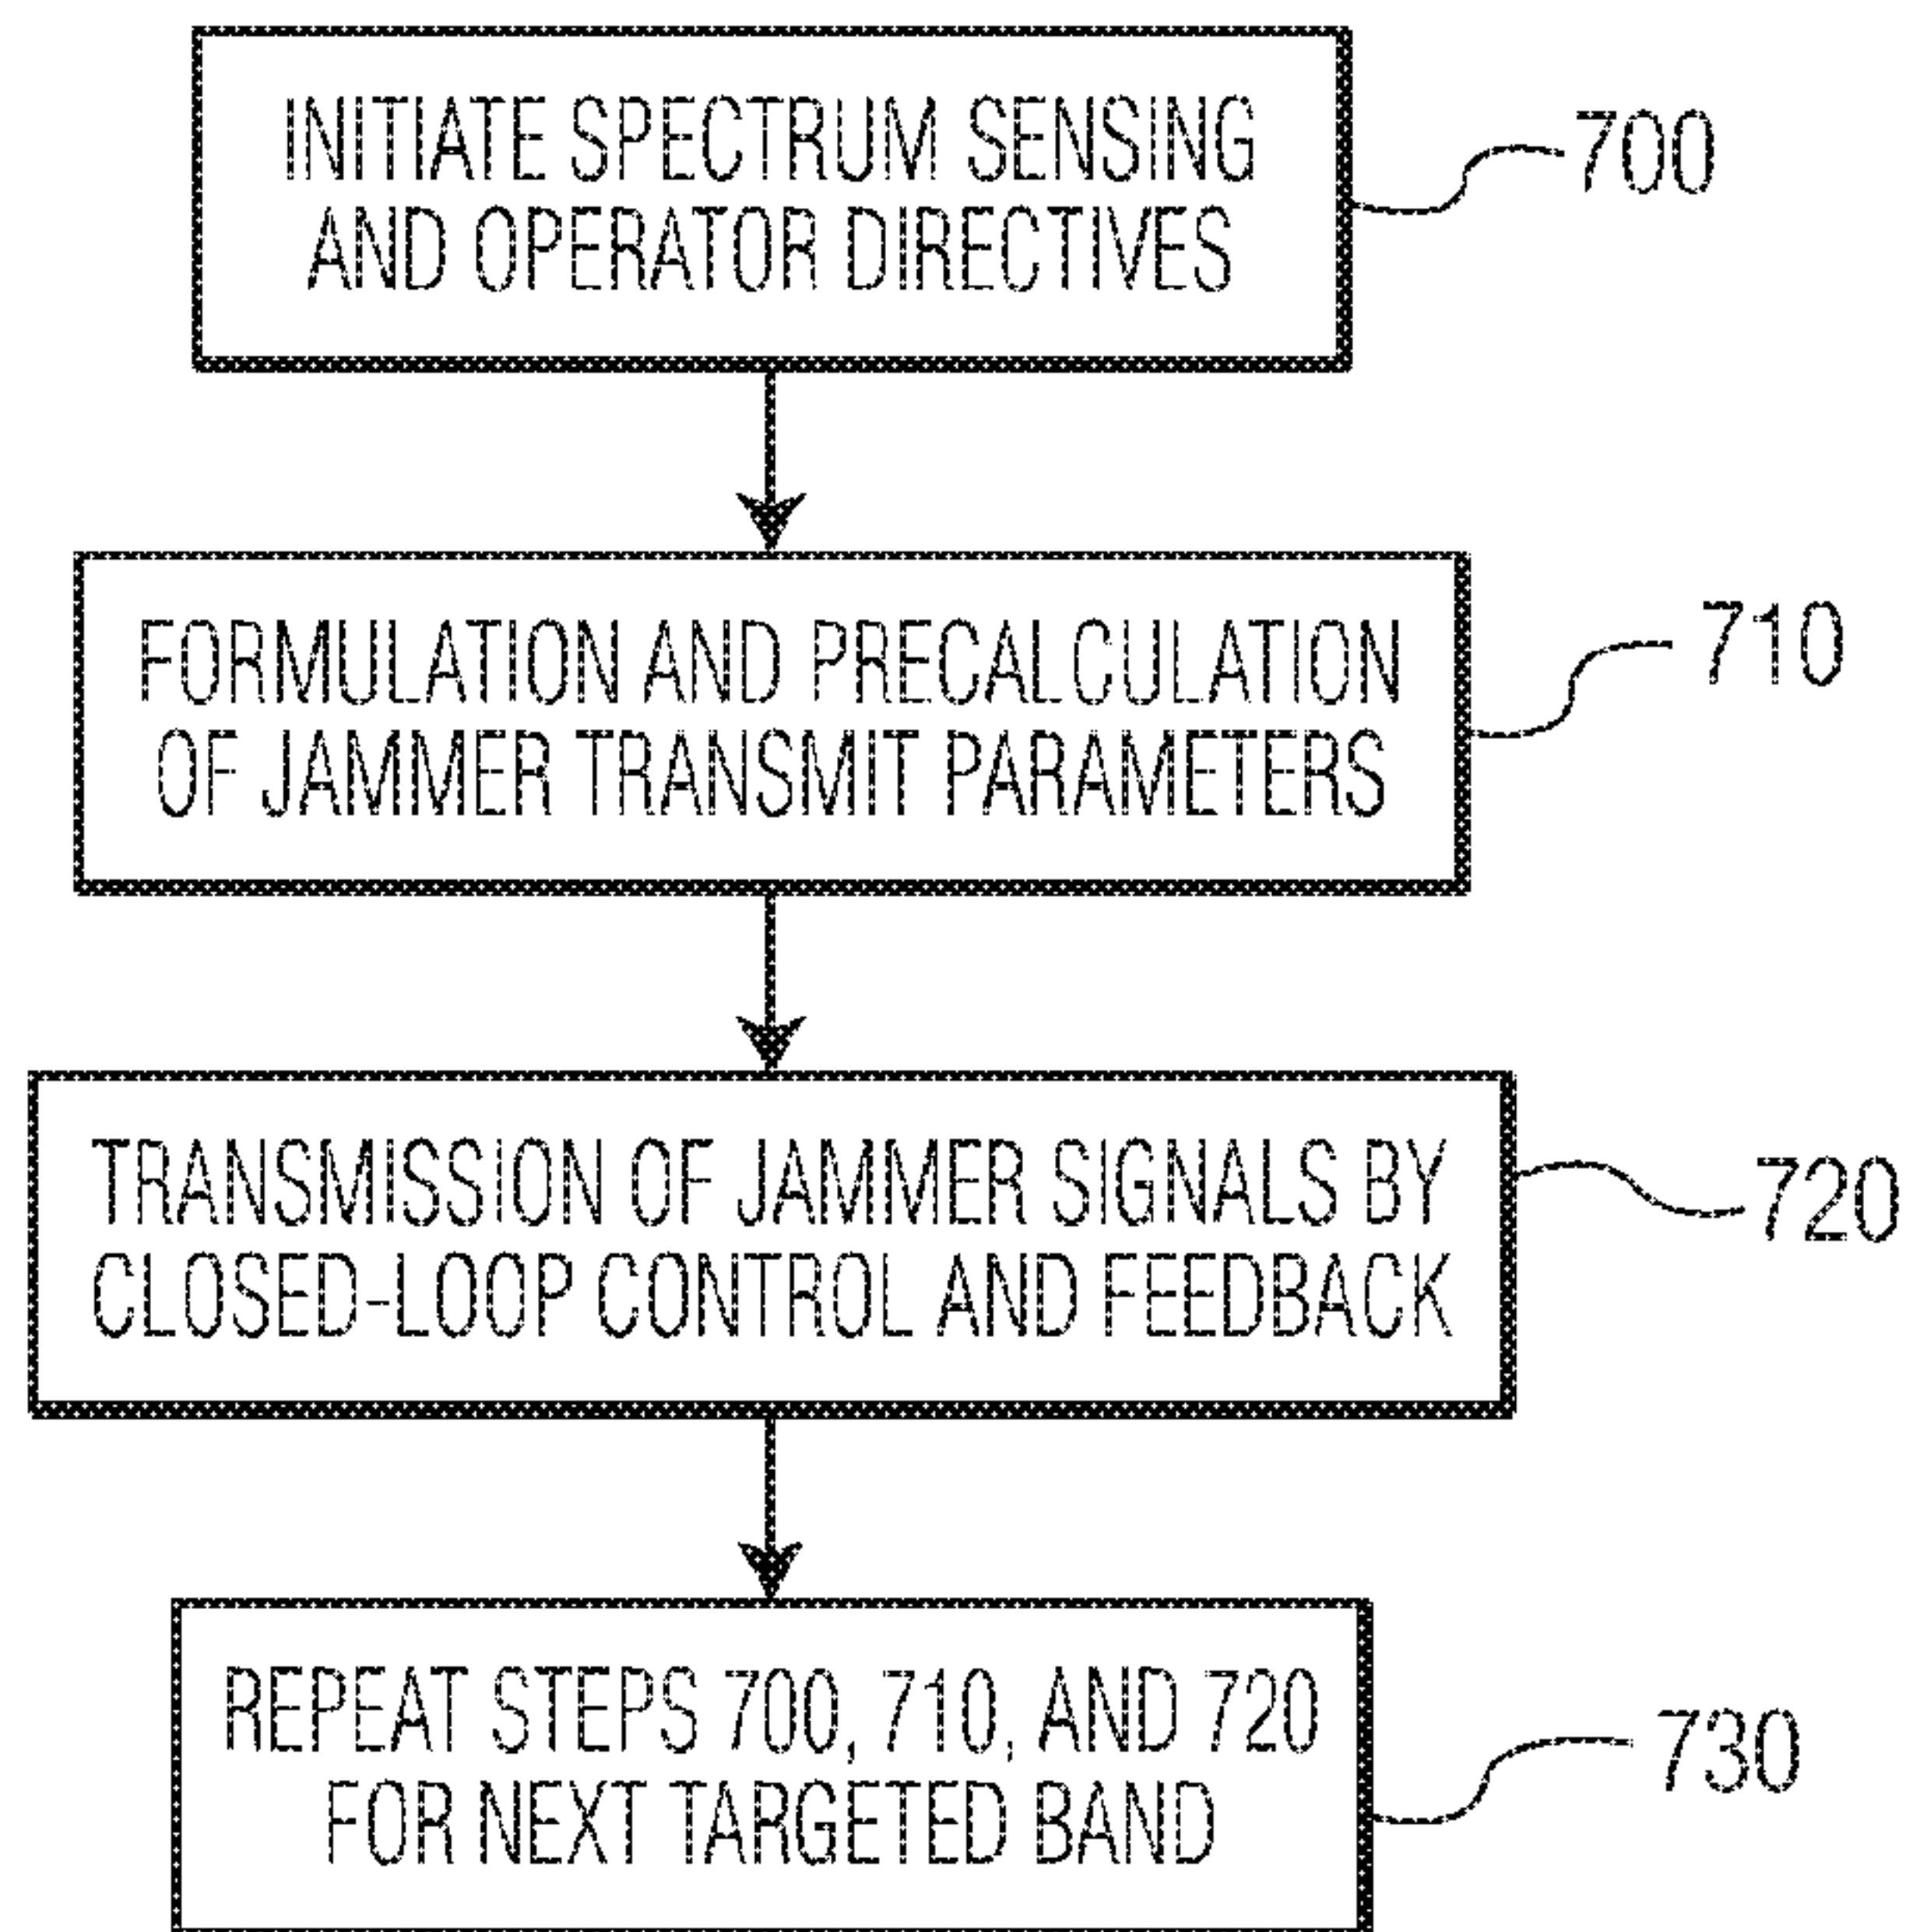 INITIATE SPECTRUM SENSING
AND OPERATOR DIRECTIVES
700
FORMULATION AND PRECALCULATION
OF JAMMER TRANSMIT PARAMETERS
710
TRANSMISSION OF JAMMER SIGNALS BY
CLOSED-LOOP CONTROL AND FEEDBACK
720
REPEAT STEPS 700, 710, AND 720
FOR NEXT TARGETED BAND
730